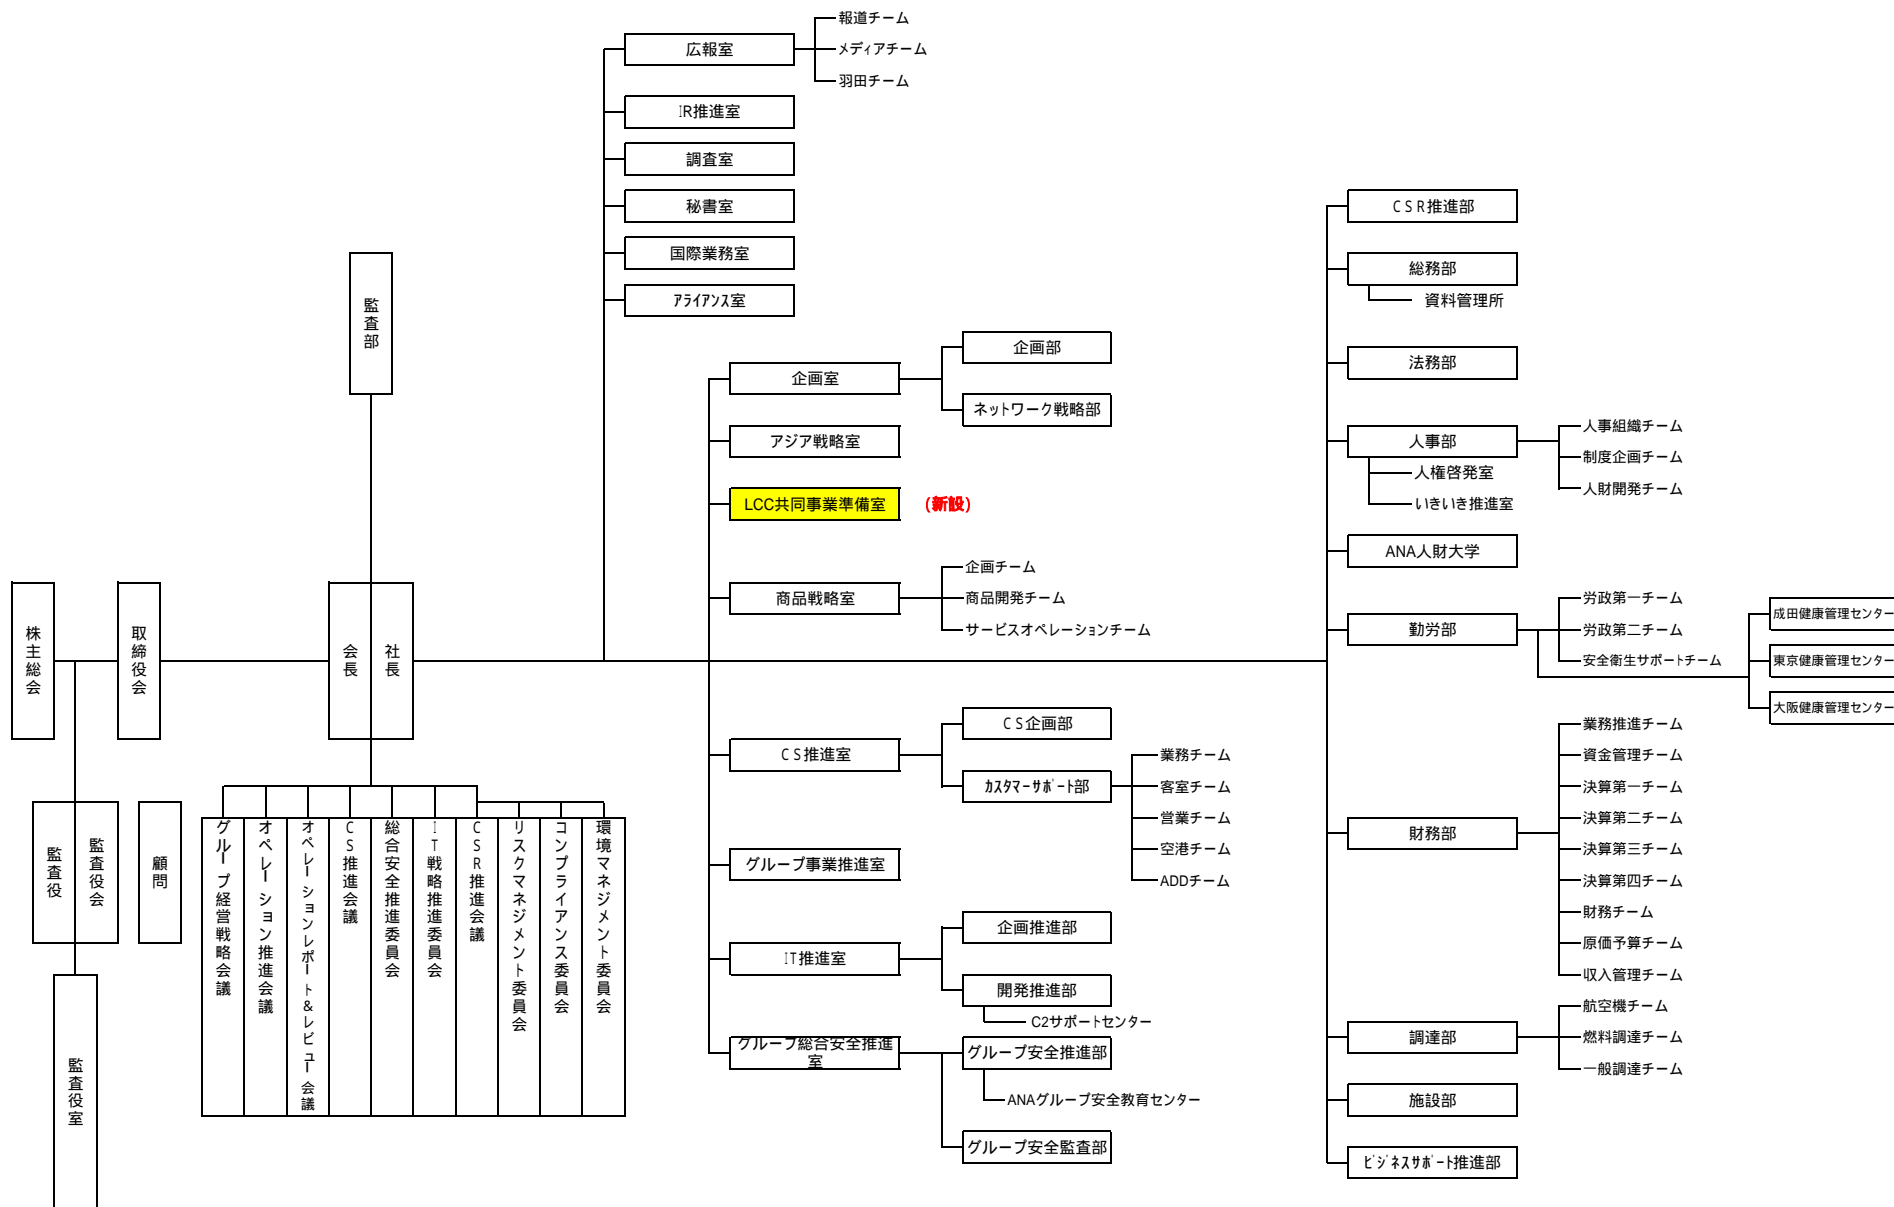 株主総会
取締役会
監査役
監査役会
監査役室
顧問
会長
社長
監査部
グループ経営戦略会議
オペレーション推進会議
オペレーションレポート&レビュー会議
CS推進会議
総合安全推進委員会
IT戦略推進委員会
CSR推進会議
リスクマネジメント委員会
コンプライアンス委員会
環境マネジメント委員会
広報室
報道チーム
メディアチーム
羽田チーム
IR推進室
調査室
秘書室
国際業務室
アライアンス室
企画室
企画部
ネットワーク戦略部
アジア戦略室
LCC共同事業準備室 (新設)
商品戦略室
企画チーム
商品開発チーム
サービスオペレーションチーム
CS推進室
CS企画部
カスタマーサポート部
業務チーム
客室チーム
営業チーム
空港チーム
ADDチーム
グループ事業推進室
IT推進室
企画推進部
開発推進部
C2サポートセンター
グループ総合安全推進
室
グループ安全推進部
ANAグループ安全教育センター
グループ安全監査部
CSR推進部
総務部
資料管理所
法務部
人事部
人権啓発室
いきいき推進室
人事組織チーム
制度企画チーム
人財開発チーム
ANA人財大学
勤労部
労政第一チーム
労政第二チーム
安全衛生サポートチーム
成田健康管理センター
東京健康管理センター
大阪健康管理センター
財務部
業務推進チーム
資金管理チーム
決算第一チーム
決算第二チーム
決算第三チーム
決算第四チーム
財務チーム
原価予算チーム
収入管理チーム
調達部
航空機チーム
燃料調達チーム
一般調達チーム
施設部
ビジネスサポート推進部